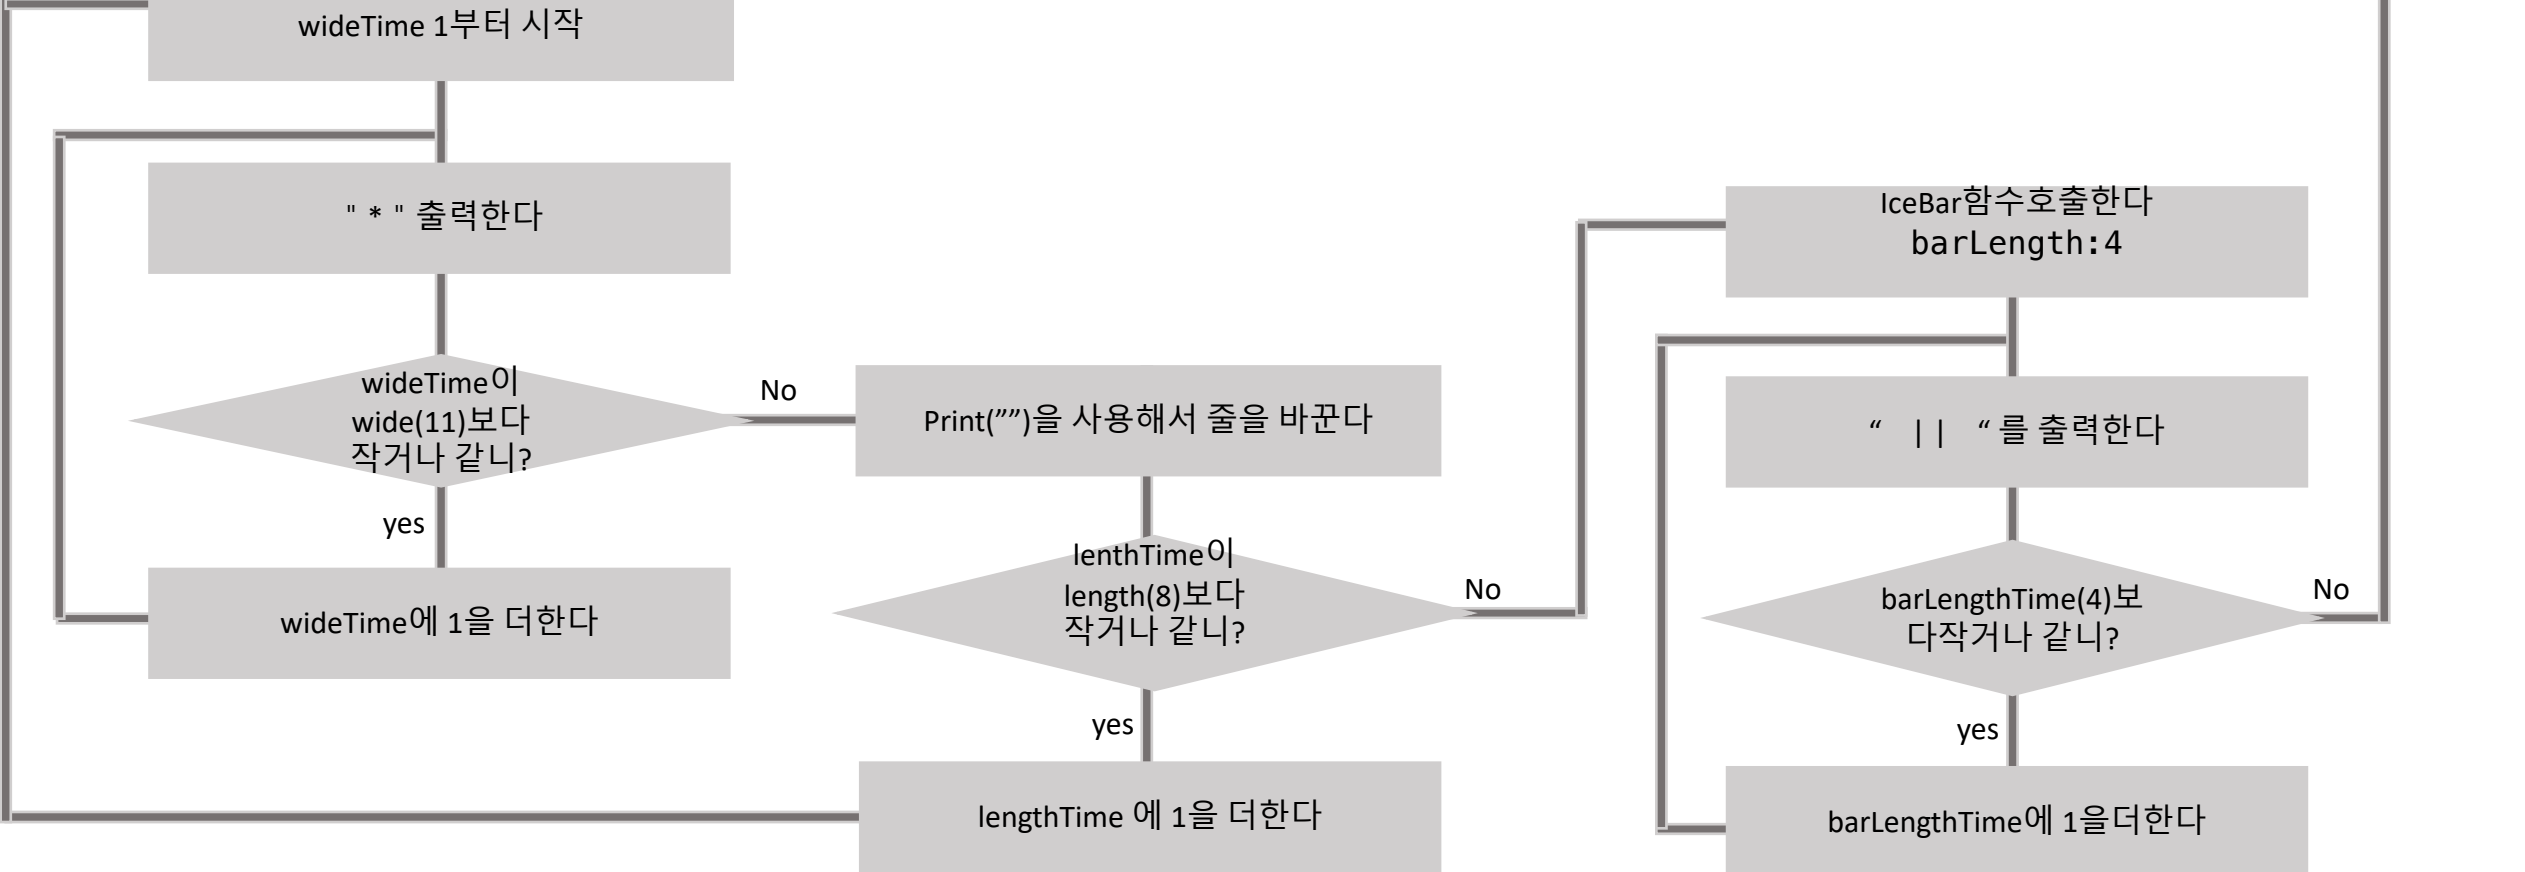 wideTime 1부터 시작
" * " 출력한다
wideTime이
wide(11)보다
작거나 같니?
No
yes
wideTime에 1을 더한다
Print(””)을 사용해서 줄을 바꾼다
lenthTime이
length(8)보다
작거나 같니?
No
yes
lengthTime 에 1을 더한다
IceBar함수호출한다
barLength:4
“ || “ 를 출력한다
barLengthTime(4)보
다작거나 같니?
No
yes
barLengthTime에 1을더한다